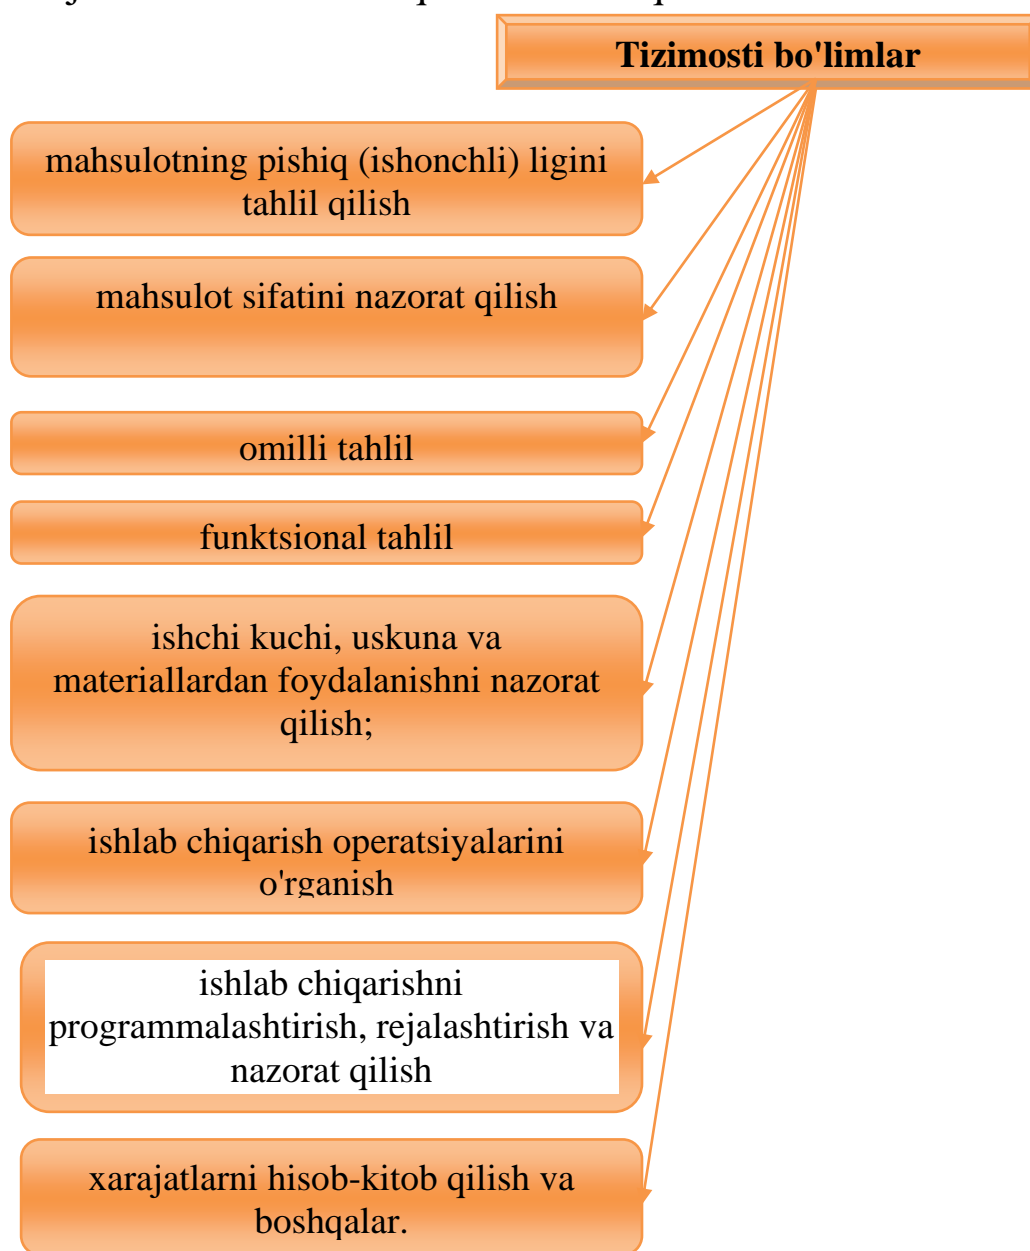 Tizimosti bo'limlar
mahsulotning pishiq (ishonchli) ligini
tahlil qilish
mahsulot sifatini nazorat qilish
omilli tahlil
funktsional tahlil
ishchi kuchi, uskuna va
materiallardan foydalanishni nazorat
qilish;
ishlab chiqarish operatsiyalarini
o'rganish
ishlab chiqarishni
programmalashtirish, rejalashtirish va
nazorat qilish
xarajatlarni hisob-kitob qilish va
boshqalar.